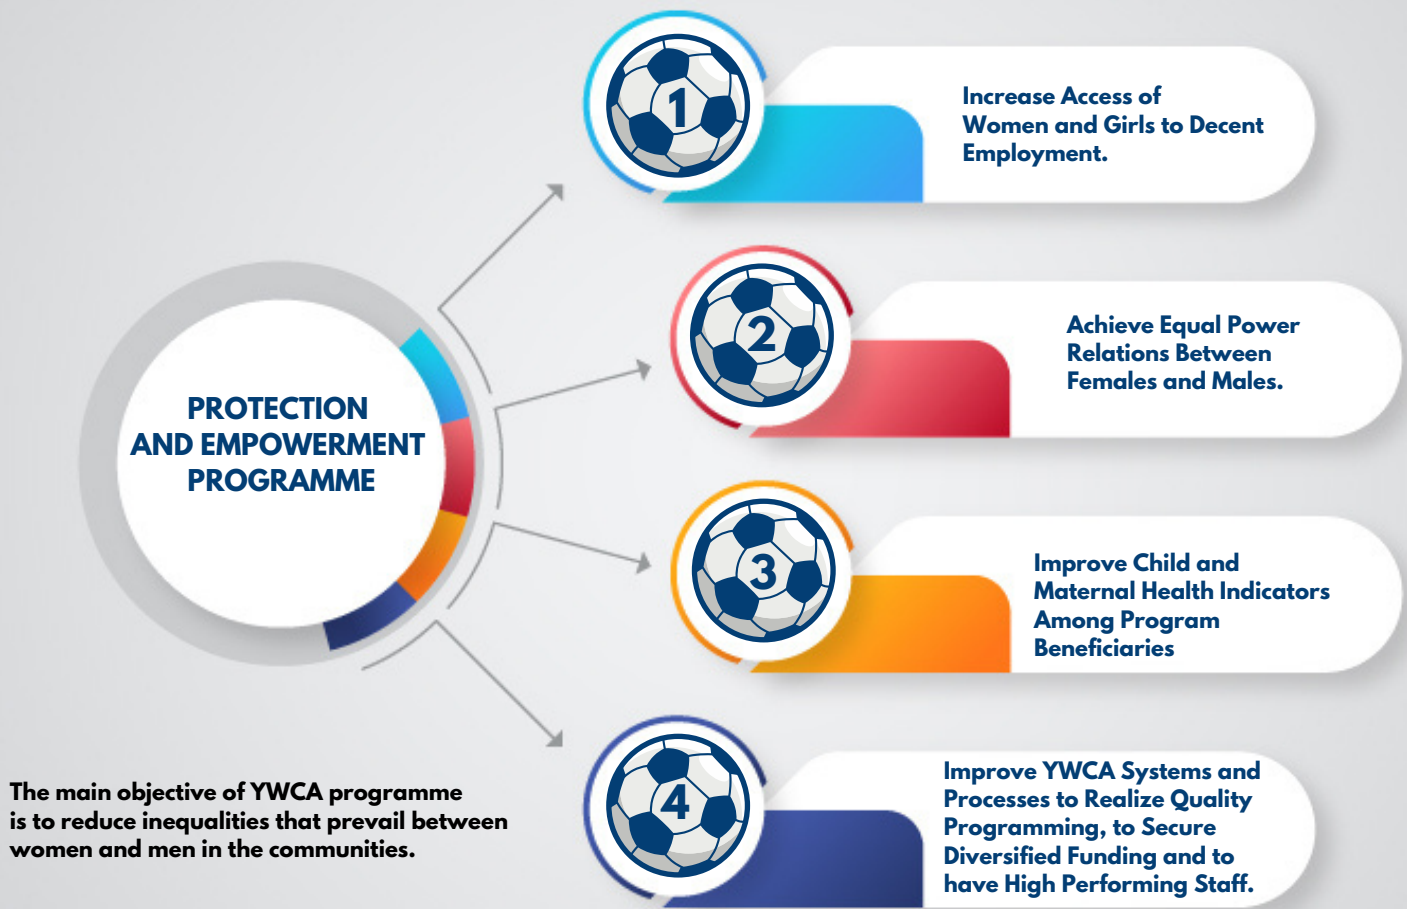 PROTECTION
AND EMPOWERMENT
PROGRAMME
1
Increase Access of
Women and Girls to Decent
Employment.
2
Achieve Equal Power
Relations Between
Females and Males.
3
Improve Child and
Maternal Health Indicators
Among Program
Beneficiaries
4
Improve YWCA Systems and
Processes to Realize Quality
Programming, to Secure
Diversified Funding and to
have High Performing Staff.
The main objective of YWCA programme
is to reduce inequalities that prevail between
women and men in the communities.